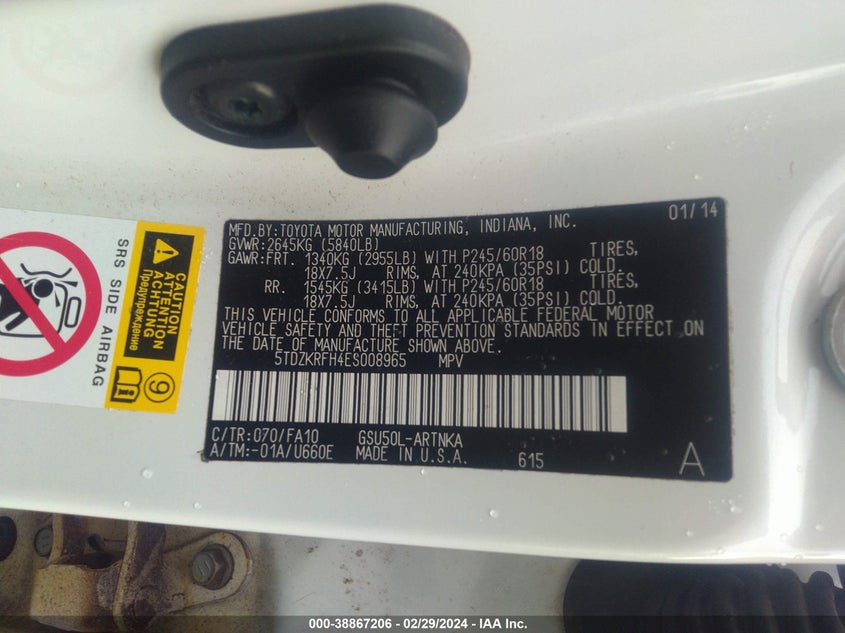 MFD.BY:TOYOTA MOTOR MANUFACTURING, INDIANA, INC. 01/14
GVWR:2645KG (5840LB)
GAWR:FRT. 1340KG (2955LB) WITH P245/60R18 TIRES,
18X7.5J RIMS, AT 240KPA (35PSI) COLD.
RR. 1545KG (3415LB) WITH P245/60R18 TIRES,
18X7.5J RIMS, AT 240KPA (35PSI) COLD.
THIS VEHICLE CONFORMS TO ALL APPLICABLE FEDERAL MOTOR
VEHICLE SAFETY AND THEFT PREVENTION STANDARDS IN EFFECT ON
THE DATE OF MANUFACTURE SHOWN ABOVE.
5TDZKRFH4ES008965 MPV
C/TR:070/FA10 GSU50L-ARTNKA
A/TM:-01A/U660E MADE IN U.S.A. 615 A
SRS SIDE AIRBAG
CAUTION
ATTENTION
ACHTUNG
Предупреждение
9
000-38867206 - 02/29/2024 - IAA Inc.